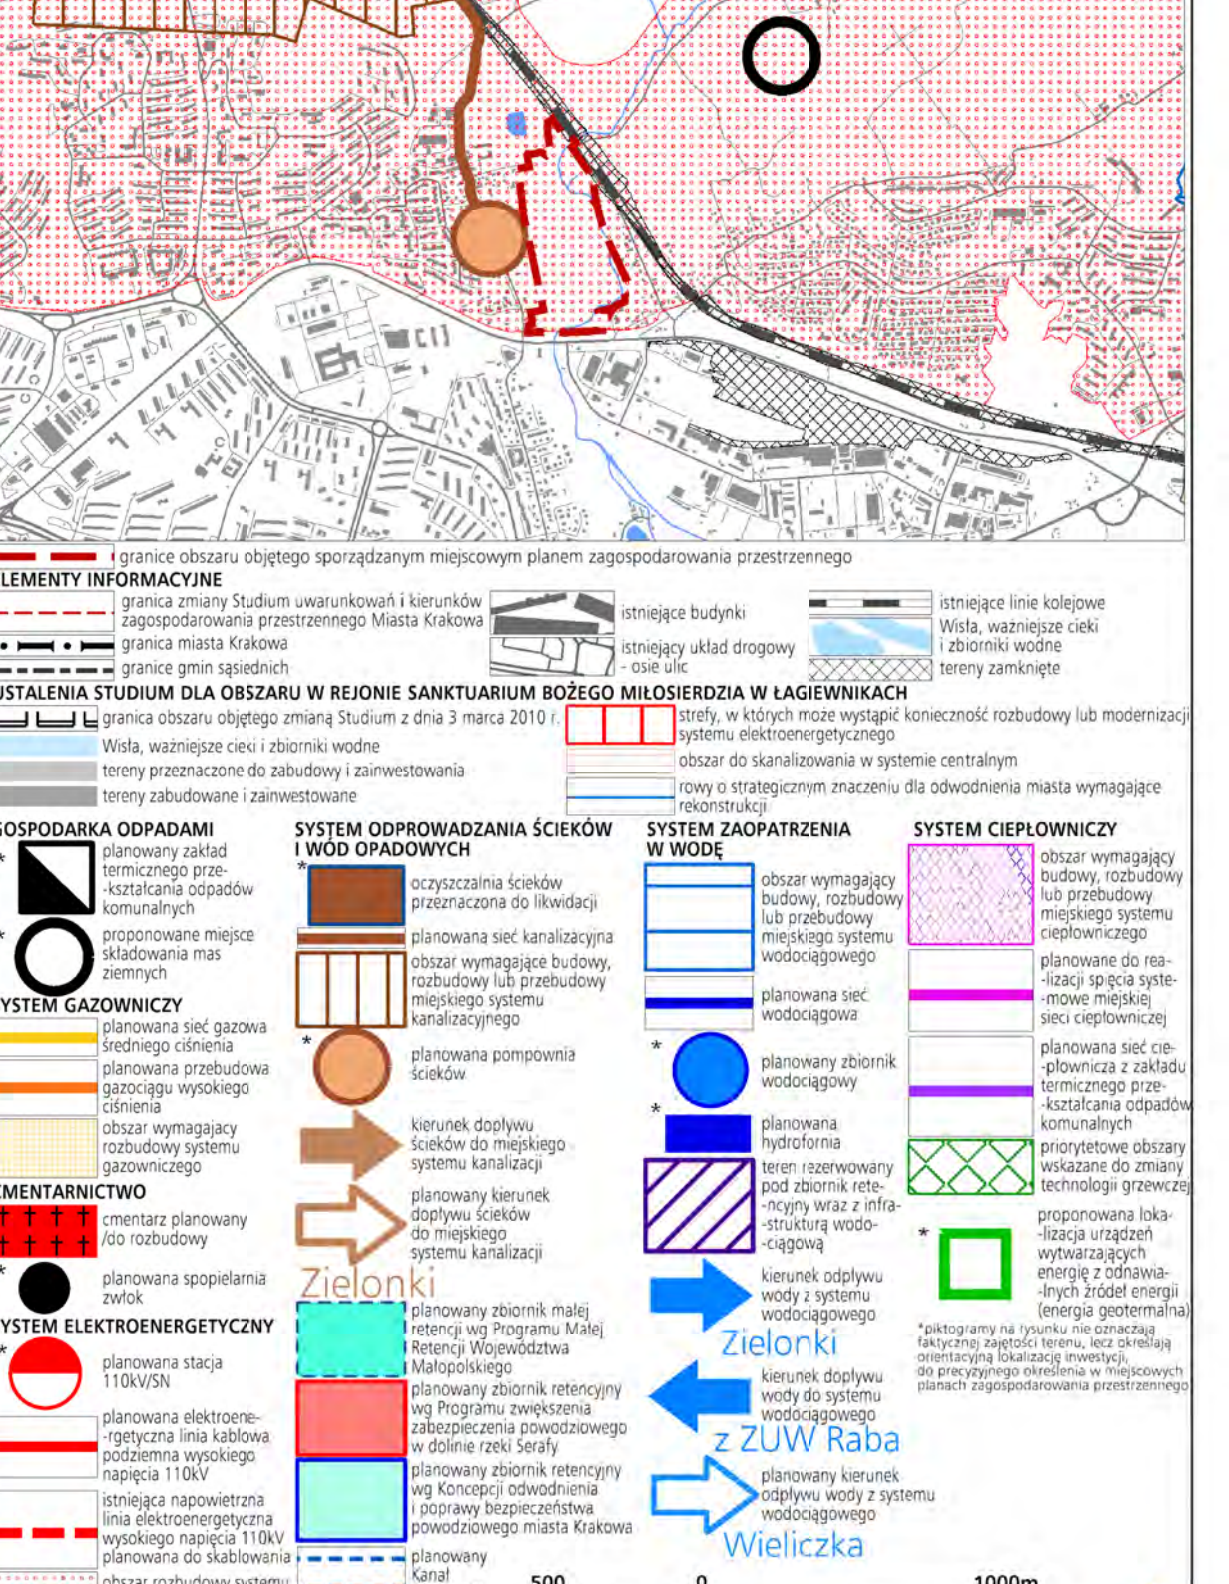 granice obszaru objętego sporządzanym miejscowym planem zagospodarowania przestrzennego
LEMENTY INFORMACYJNE
granica zmiany Studium uwarunkowań i kierunków
zagospodarowania przestrzennego Miasta Krakowa
granica miasta Krakowa
granice gmin sąsiednich
istniejące budynki
istniejący układ drogowy
- osie ulic
istniejące linie kolejowe
Wisła, ważniejsze cieki
i zbiorniki wodne
tereny zamknięte
USTALENIA STUDIUM DLA OBSZARU W REJONIE SANKTUARIUM BOŻEGO MIŁOSIERDZIA W ŁAGIEWNIKACH
granica obszaru objętego zmianą Studium z dnia 3 marca 2010 r.
Wisła, ważniejsze cieki i zbiorniki wodne
tereny przeznaczone do zabudowy i zainwestowania
tereny zabudowane i zainwestowane
strefy, w których może wystąpić konieczność rozbudowy lub modernizacji
systemu elektroenergetycznego
obszar do skanalizowania w systemie centralnym
rowy o strategicznym znaczeniu dla odwodnienia miasta wymagające
rekonstrukcji
GOSPODARKA ODPADAMI
*
planowany zakład
termicznego prze-
-kształcania odpadów
komunalnych
*
proponowane miejsce
składowania mas
ziemnych
YSTEM GAZOWNICZY
planowana sieć gazowa
średniego ciśnienia
planowana przebudowa
gazociągu wysokiego
ciśnienia
obszar wymagajacy
rozbudowy systemu
gazowniczego
CMENTARNICTWO
cmentarz planowany
/do rozbudowy
*
planowana spopielarnia
zwłok
YSTEM ELEKTROENERGETYCZNY
*
planowana stacja
110kV/SN
planowana elektroene-
-rgetyczna linia kablowa
podziemna wysokiego
napięcia 110kV
istniejąca napowietrzna
linia elektroenergetyczna
wysokiego napięcia 110kV
planowana do skablowania
obszar rozbudowy systemu
SYSTEM ODPROWADZANIA ŚCIEKÓW
I WÓD OPADOWYCH
*
oczyszczalnia ścieków
przeznaczona do likwidacji
planowana sieć kanalizacyjna
obszar wymagające budowy,
rozbudowy lub przebudowy
miejskiego systemu
kanalizacyjnego
*
planowana pompownia
ścieków
kierunek dopływu
ścieków do miejskiego
systemu kanalizacji
planowany kierunek
dopływu ścieków
do miejskiego
systemu kanalizacji
Zielonki
planowany zbiornik małej
retencji wg Programu Małej
Retencji Województwa
Małopolskiego
planowany zbiornik retencyjny
wg Programu zwiększenia
zabezpieczenia powodziowego
w dolinie rzeki Serafy
planowany zbiornik retencyjny
wg Koncepcji odwodnienia
i poprawy bezpieczeństwa
powodziowego miasta Krakowa
planowany
Kanał
SYSTEM ZAOPATRZENIA
W WODĘ
obszar wymagający
budowy, rozbudowy
lub przebudowy
miejskiego systemu
wodociągowego
planowana sieć
wodociągowa
*
planowany zbiornik
wodociągowy
*
planowana
hydrofornia
teren rezerwowany
pod zbiornik rete-
-ncyjny wraz z infra-
-strukturą wodo-
-ciągową
kierunek odpływu
wody z systemu
wodociągowego
Zielonki
kierunek dopływu
wody do systemu
wodociągowego
z ZUW Raba
planowany kierunek
odpływu wody z systemu
wodociągowego
Wieliczka
SYSTEM CIEPŁOWNICZY
obszar wymagający
budowy, rozbudowy
lub przebudowy
miejskiego systemu
ciepłowniczego
planowane do rea-
-lizacji spięcia syste-
-mowe miejskiej
sieci ciepłowniczej
planowana sieć cie-
-płownicza z zakładu
termicznego prze-
-kształcania odpadów
komunalnych
priorytetowe obszary
wskazane do zmiany
technologii grzewczej
*
proponowana loka-
-lizacja urządzeń
wytwarzających
energię z odnawia-
-lnych źródeł energii
(energia geotermalna)
*piktogramy na rysunku nie oznaczają
faktycznej zajętości terenu, lecz określają
orientacyjną lokalizację inwestycji,
do precyzyjnego określenia w miejscowych
planach zagospodarowania przestrzennego
500
0
1000m